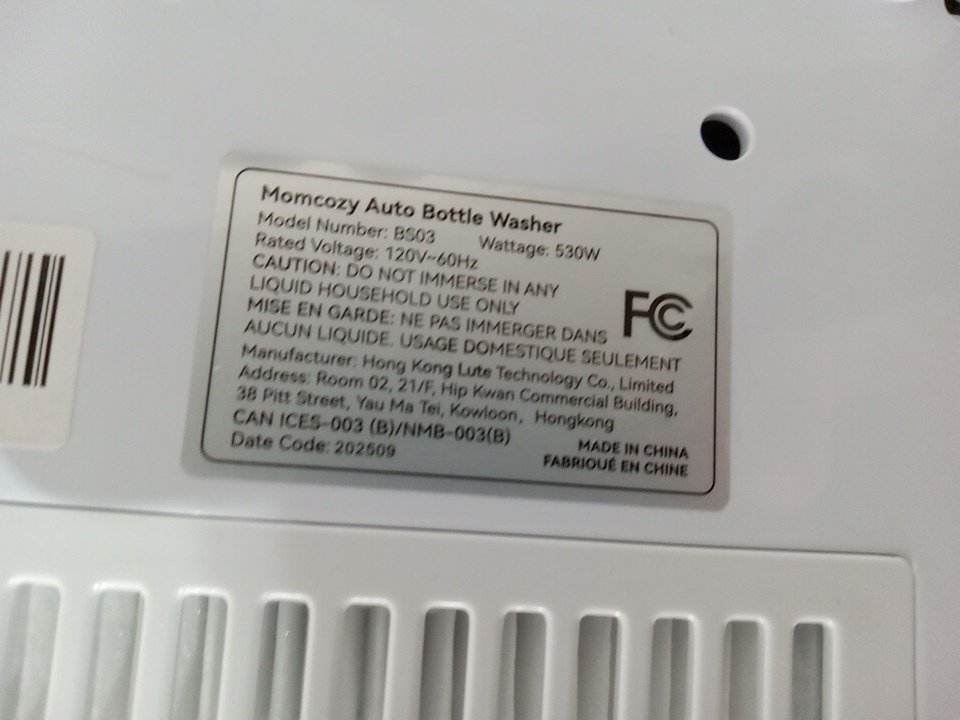 Momcozy Auto Bottle Washer
Model Number: BS03 Wattage: 530W
Rated Voltage: 120V~60Hz
CAUTION: DO NOT IMMERSE IN ANY
LIQUID HOUSEHOLD USE ONLY
MISE EN GARDE: NE PAS IMMERGER DANS
AUCUN LIQUIDE. USAGE DOMESTIQUE SEULEMENT
FC
Manufacturer: Hong Kong Lute Technology Co., Limited
Address: Room 02, 21/F, Hip Kwan Commercial Building,
38 Pitt Street, Yau Ma Tei, Kowloon, Hongkong
CAN ICES-003 (B)/NMB-003(B)
Date Code: 202509
MADE IN CHINA
FABRIQUÉ EN CHINE